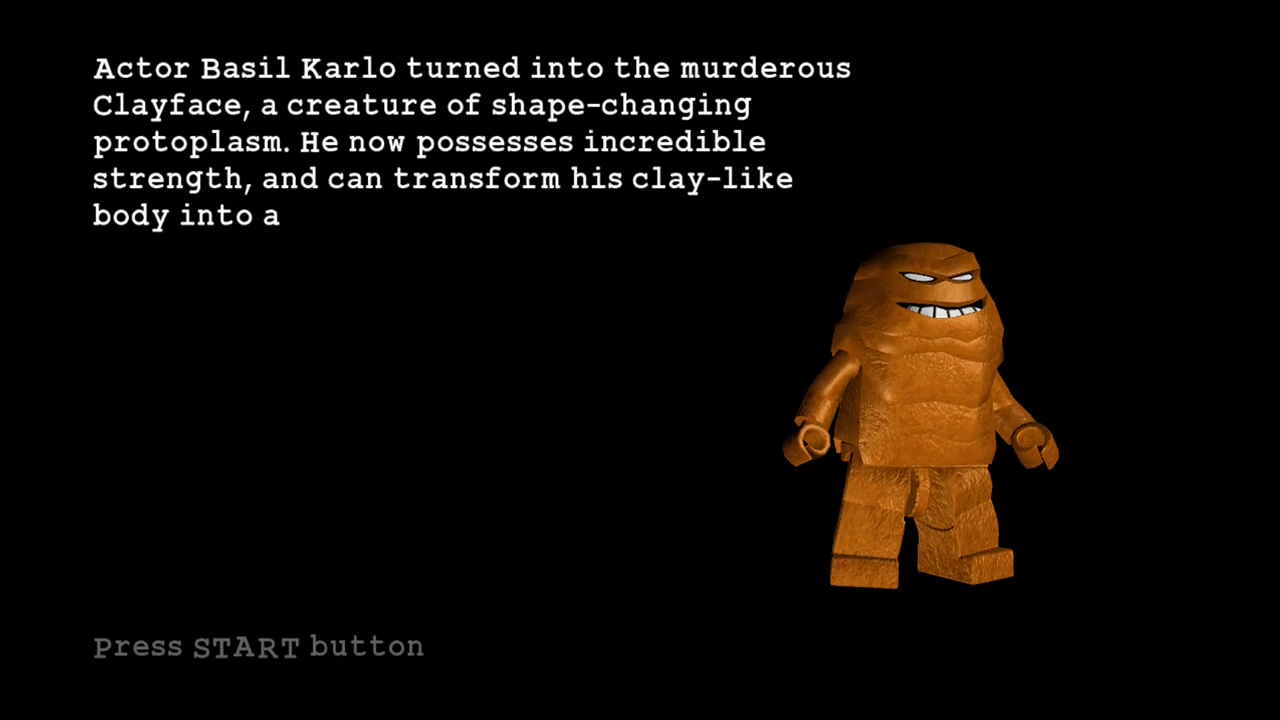 Actor Basil Karlo turned into the murderous
Clayface, a creature of shape-changing
protoplasm. He now possesses incredible
strength, and can transform his clay-like
body into a
Press START button